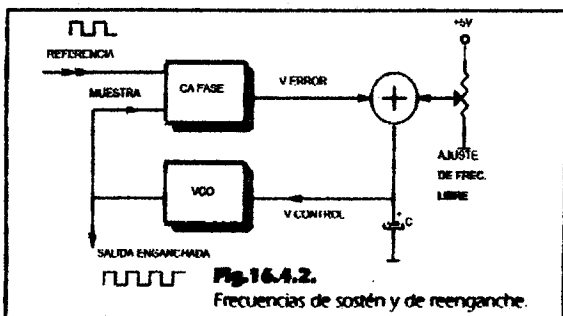 +5V
REFERENCIA
CA FASE
V ERROR
MUESTRA
+
AJUSTE
DE FREC.
LIBRE
VCO
V CONTROL
+
C
SALIDA ENGANCHADA
Fig.16.4.2.
Frecuencias de sostén y de reenganche.